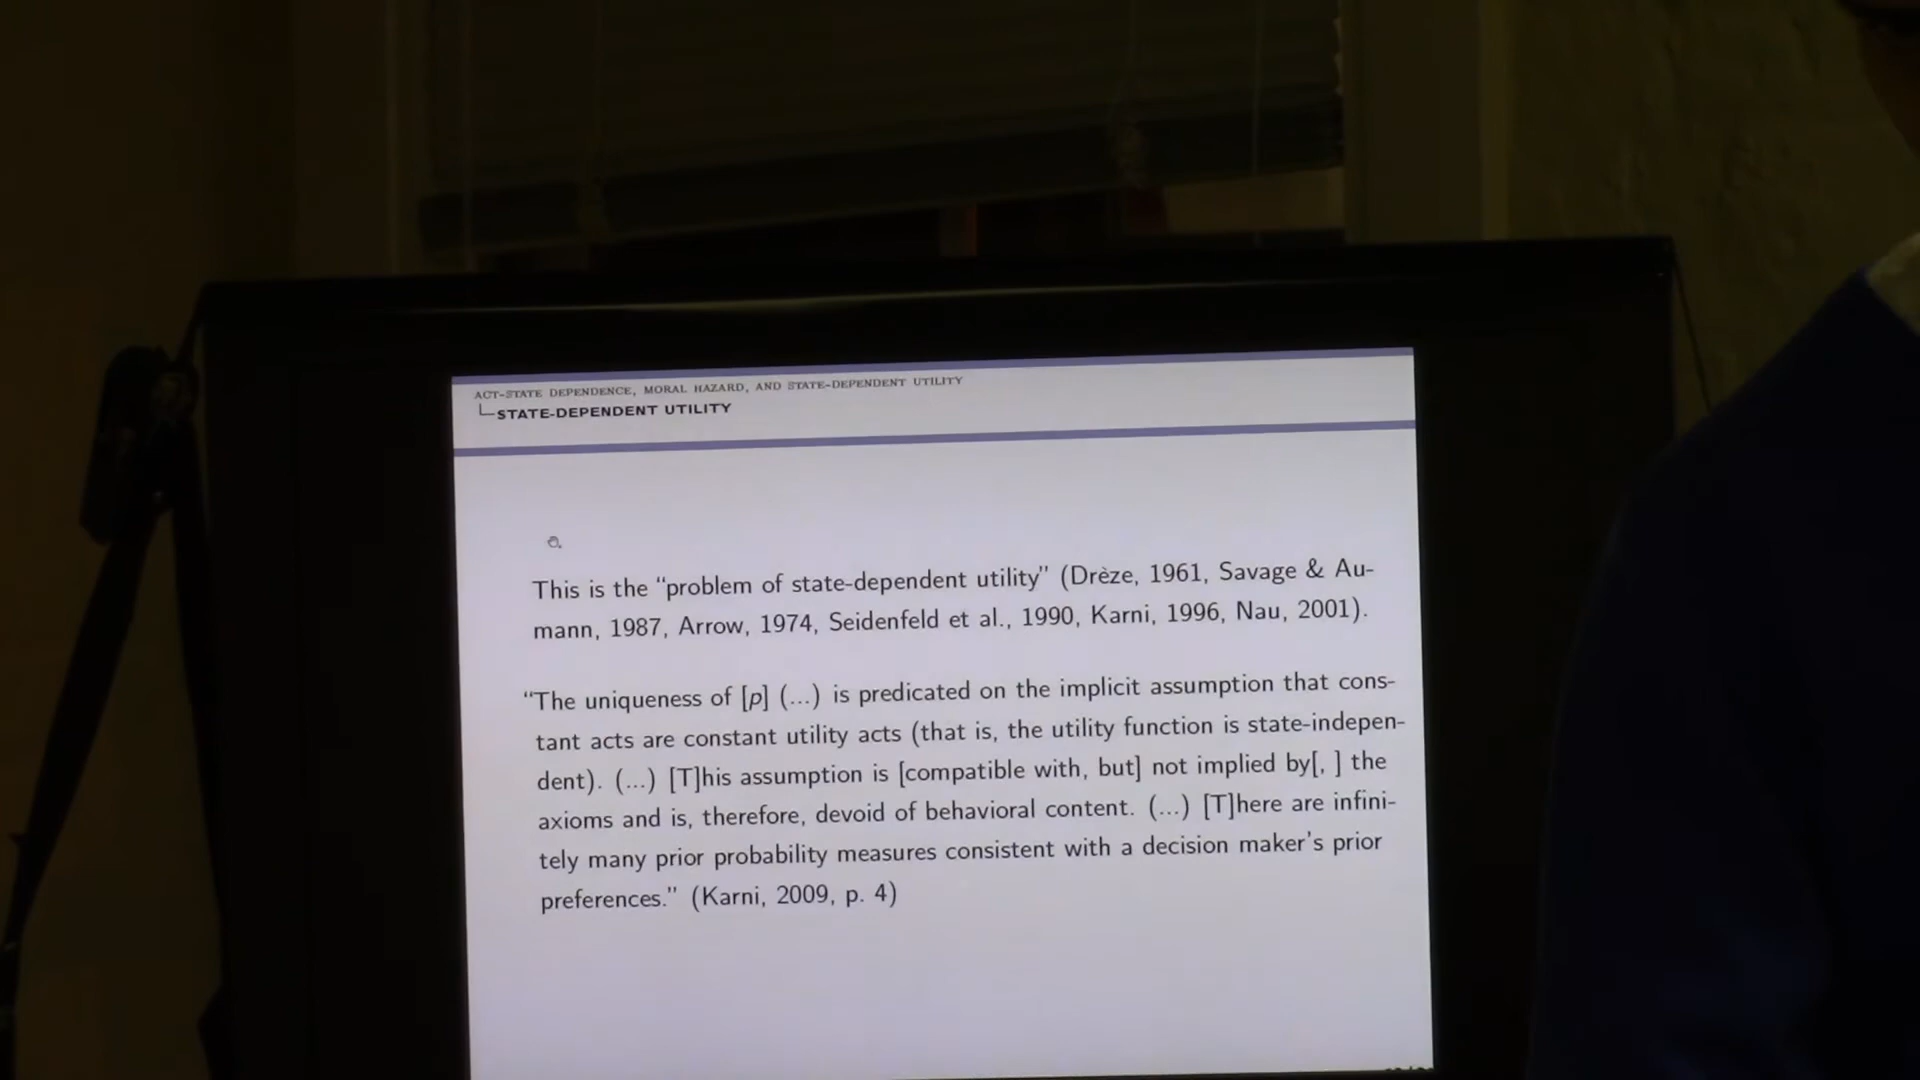 ACT-STATE DEPENDENCE, MORAL HAZARD, AND STATE-DEPENDENT UTILITY
STATE-DEPENDENT UTILITY
This is the “problem of state-dependent utility” (Drèze, 1961, Savage & Au-
mann, 1987, Arrow, 1974, Seidenfeld et al., 1990, Karni, 1996, Nau, 2001).
“The uniqueness of [p] (...) is predicated on the implicit assumption that cons-
tant acts are constant utility acts (that is, the utility function is state-indepen-
dent). (...) [T]his assumption is [compatible with, but] not implied by[, ] the
axioms and is, therefore, devoid of behavioral content. (...) [T]here are infini-
tely many prior probability measures consistent with a decision maker's prior
preferences.” (Karni, 2009, p. 4)